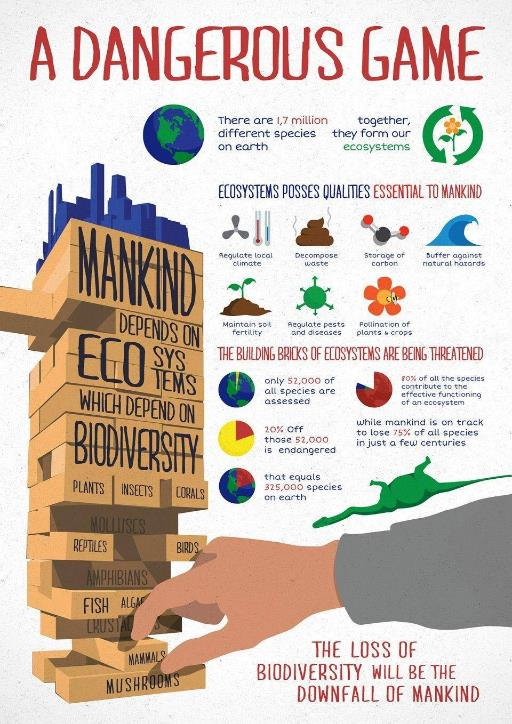 A DANGEROUS GAME
There are 1,7 million
different species
on earth
together,
they form our
ecosystems
ECOSYSTEMS POSSES QUALITIES ESSENTIAL TO MANKIND
Regulate local
climate
Decompose
waste
Storage of
carbon
Buffer against
natural hazards
Maintain soil
fertility
Regulate pests
and diseases
Pollination of
plants & crops
THE BUILDING BRICKS OF ECOSYSTEMS ARE BEING THREATENED
only 52,000 of
all species are
assessed
80% of all the species
contribute to the
effective functioning
of an ecosystem
20% Off
those 52,000
is endangered
while mankind is on track
to lose 75% of all species
in just a few centuries
that equals
325,000 species
on earth
MANKIND
DEPENDS ON
ECO SYS
TEMS
WHICH DEPEND ON
BIODIVERSITY
PLANTS INSECTS CORALS
MOLLUSCS
REPTILES BIRDS
AMPHIBIANS
FISH ALGAE
CRUSTAC
MAMMALS
MUSHROOMS
THE LOSS OF
BIODIVERSITY WILL BE THE
DOWNFALL OF MANKIND